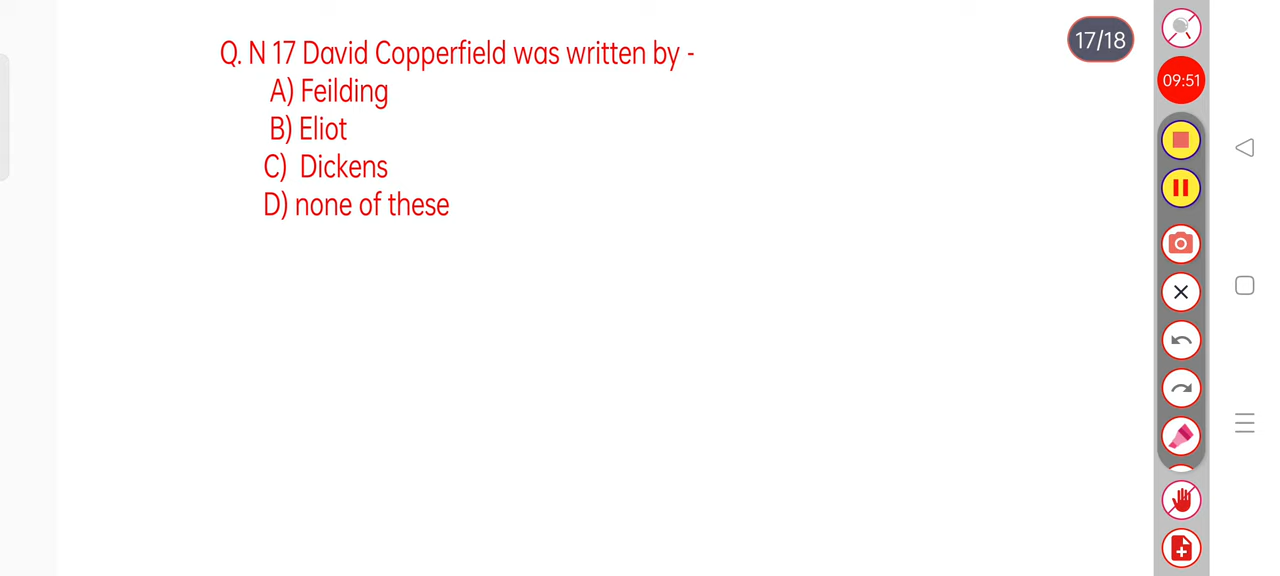 Q. N 17 David Copperfield was written by -
A) Feilding
B) Eliot
C) Dickens
D) none of these
17/18
09:51